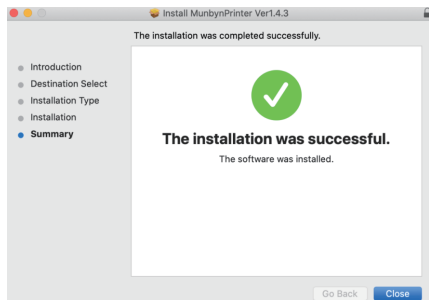 Install MunbynPrinter Ver1.4.3
The installation was completed successfully.
Introduction
Destination Select
Installation Type
Installation
Summary
The installation was successful.
The software was installed.
Go Back
Close